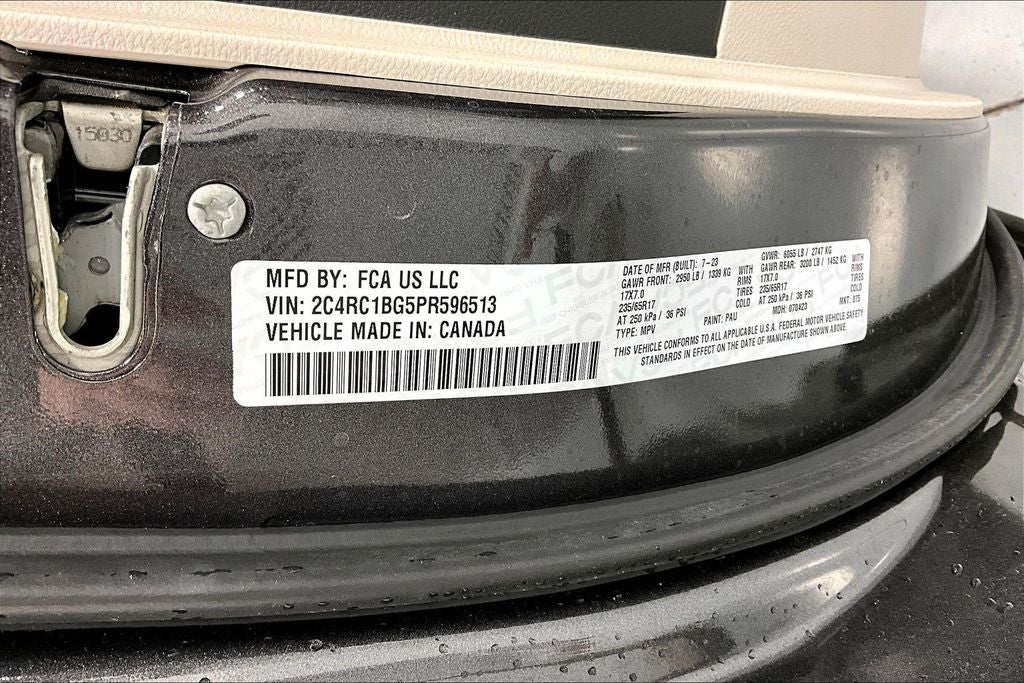 15030
MFD BY: FCA US LLC
VIN: 2C4RC1BG5PR596513
VEHICLE MADE IN: CANADA
DATE OF MFR (BUILT): 7-23 GVWR: 6055 LB / 2747 KG
GAWR FRONT: 2950 LB / 1339 KG WITH GAWR REAR: 3200 LB / 1452 KG WITH
17X7.0 RIMS 17X7.0 RIMS
235/65R17 TIRES 235/65R17 TIRES
AT 250 kPa / 36 PSI COLD AT 250 kPa / 36 PSI COLD
TYPE: MPV PAINT: PAU MDH: 070423 MKT: 875
THIS VEHICLE CONFORMS TO ALL APPLICABLE U.S.A. FEDERAL MOTOR VEHICLE SAFETY
STANDARDS IN EFFECT ON THE DATE OF MANUFACTURE SHOWN ABOVE.